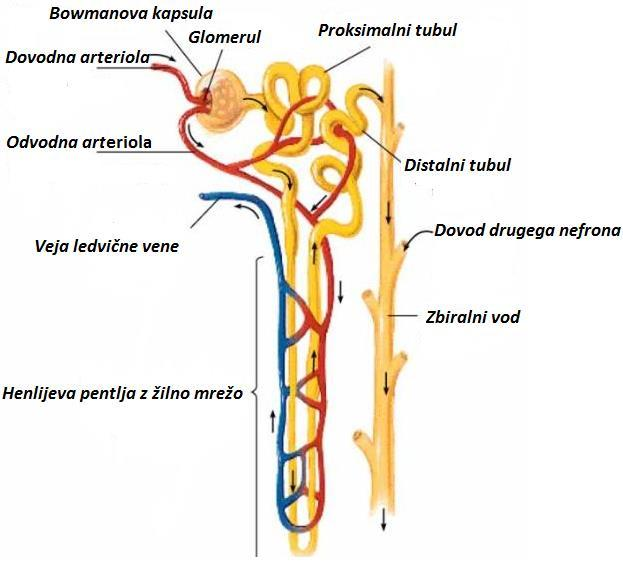 Bowmanova kapsula
Glomerul
Proksimalni tubul
Dovodna arteriola
Odvodna arteriola
Distalni tubul
Dovod drugega nefrona
Veja ledvične vene
Zbiralni vod
Henlijeva pentlja z žilno mrežo